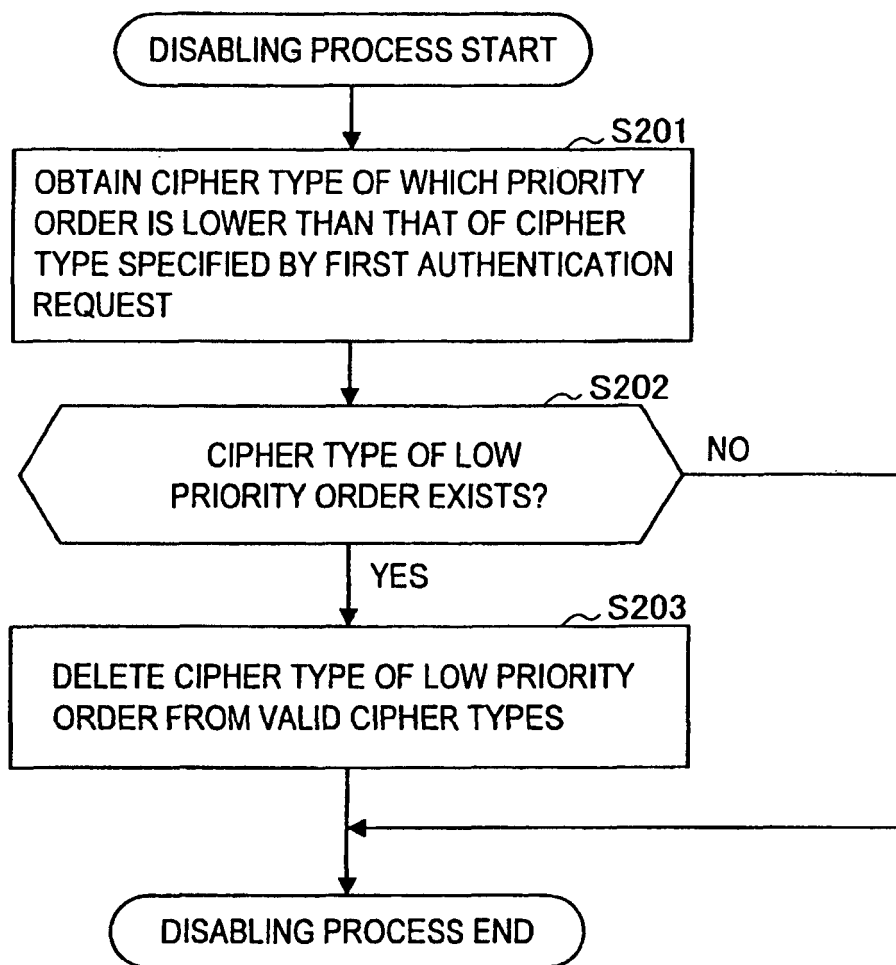 DISABLING PROCESS START
S201
OBTAIN CIPHER TYPE OF WHICH PRIORITY
ORDER IS LOWER THAN THAT OF CIPHER
TYPE SPECIFIED BY FIRST AUTHENTICATION
REQUEST
S202
CIPHER TYPE OF LOW
PRIORITY ORDER EXISTS?
NO
YES
S203
DELETE CIPHER TYPE OF LOW PRIORITY
ORDER FROM VALID CIPHER TYPES
DISABLING PROCESS END